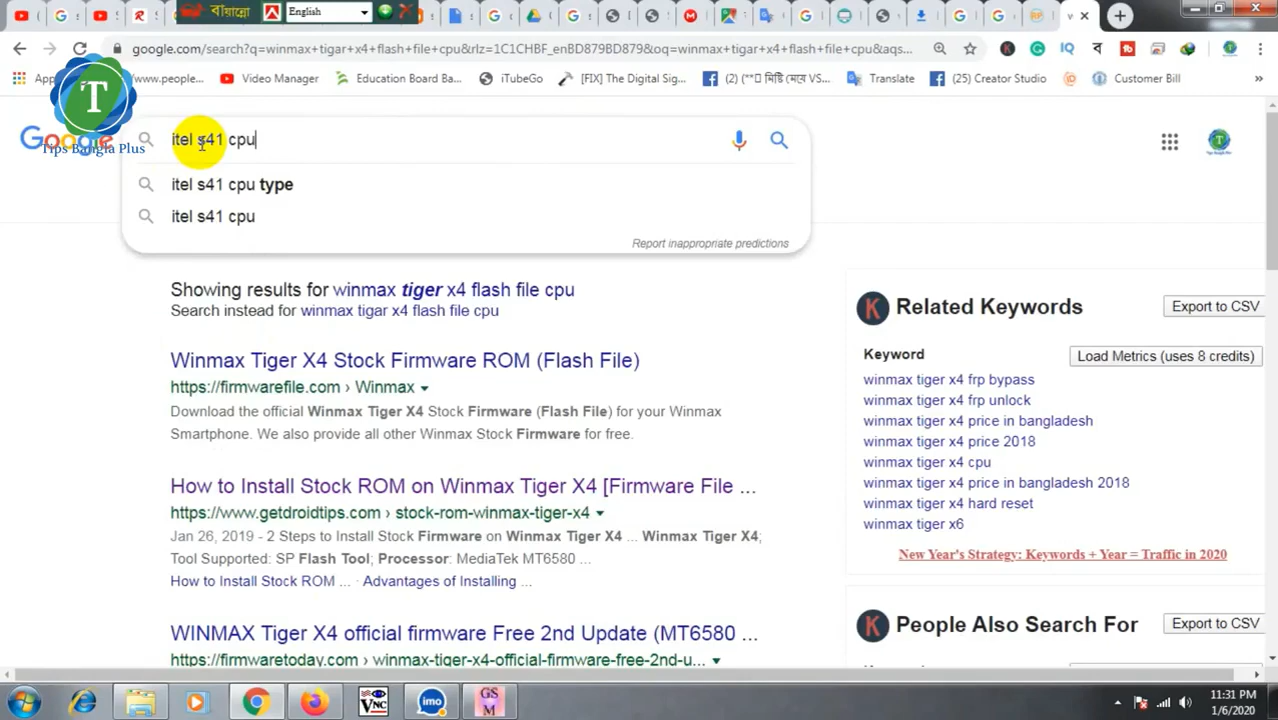 বায়ান্নো
English
google.com/search?q=winmax+tigar+x4+flash+file+cpu&rlz=1C1CHBF_enBD879BD879&oq=winmax+tigar+x4+flash+file+cpu&aqs...
www.people...
Video Manager
Education Board Ba...
iTubeGo
[FIX] The Digital Sig...
(2) (**□ মিষ্টি মেয়ে VS...
Translate
(25) Creator Studio
Customer Bill
»
T
Google
Tips Bangla Plus
itel s41 cpu
itel s41 cpu type
itel s41 cpu
Report inappropriate predictions
Showing results for winmax tiger x4 flash file cpu
Search instead for winmax tigar x4 flash file cpu
Winmax Tiger X4 Stock Firmware ROM (Flash File)
https://firmwarefile.com › Winmax
Download the official Winmax Tiger X4 Stock Firmware (Flash File) for your Winmax
Smartphone. We also provide all other Winmax Stock Firmware for free.
How to Install Stock ROM on Winmax Tiger X4 [Firmware File ...
https://www.getdroidtips.com › stock-rom-winmax-tiger-x4
Jan 26, 2019 - 2 Steps to Install Stock Firmware on Winmax Tiger X4 ... Winmax Tiger X4;
Tool Supported: SP Flash Tool; Processor: MediaTek MT6580 ...
How to Install Stock ROM ... · Advantages of Installing ...
WINMAX Tiger X4 official firmware Free 2nd Update (MT6580 ...
https://firmwaretoday.com › winmax-tiger-x4-official-firmware-free-2nd-u...
K Related Keywords
Export to CSV
Keyword
Load Metrics (uses 8 credits)
winmax tiger x4 frp bypass
winmax tiger x4 frp unlock
winmax tiger x4 price in bangladesh
winmax tiger x4 price 2018
winmax tiger x4 cpu
winmax tiger x4 price in bangladesh 2018
winmax tiger x4 hard reset
winmax tiger x6
New Year's Strategy: Keywords + Year = Traffic in 2020
K People Also Search For
Export to CSV
VNC
imo
GS
M
11:31 PM
1/6/2020